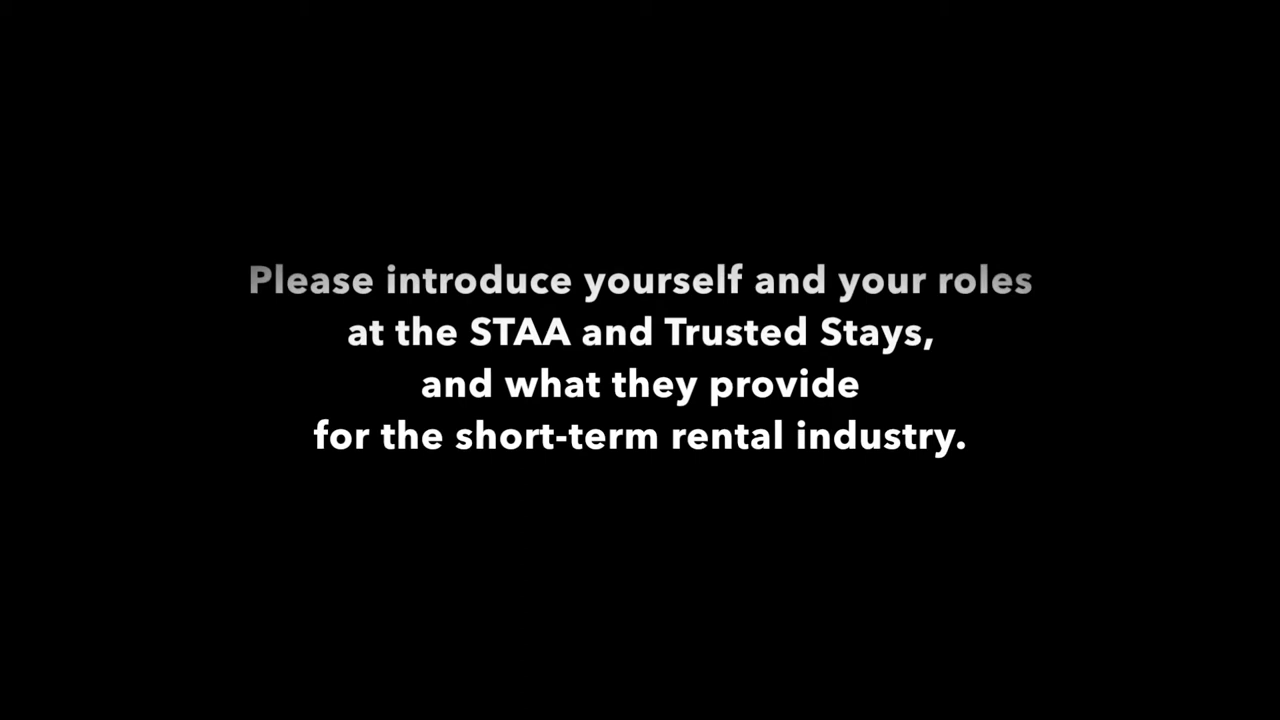 Please introduce yourself and your roles
at the STAA and Trusted Stays,
and what they provide
for the short-term rental industry.